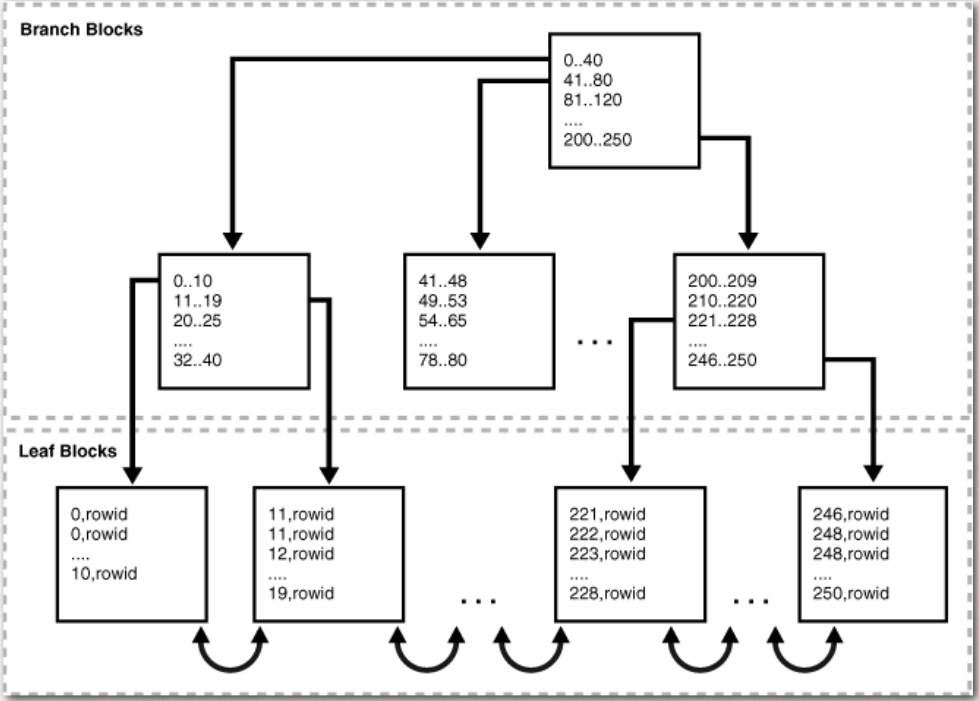 Branch Blocks
0..40
41..80
81..120
....
200..250
0..10
11..19
20..25
....
32..40
41..48
49..53
54..65
....
78..80
...
200..209
210..220
221..228
....
246..250
Leaf Blocks
0,rowid
0,rowid
....
10,rowid
11,rowid
11,rowid
12,rowid
....
19,rowid
...
221,rowid
222,rowid
223,rowid
....
228,rowid
...
246,rowid
248,rowid
248,rowid
....
250,rowid